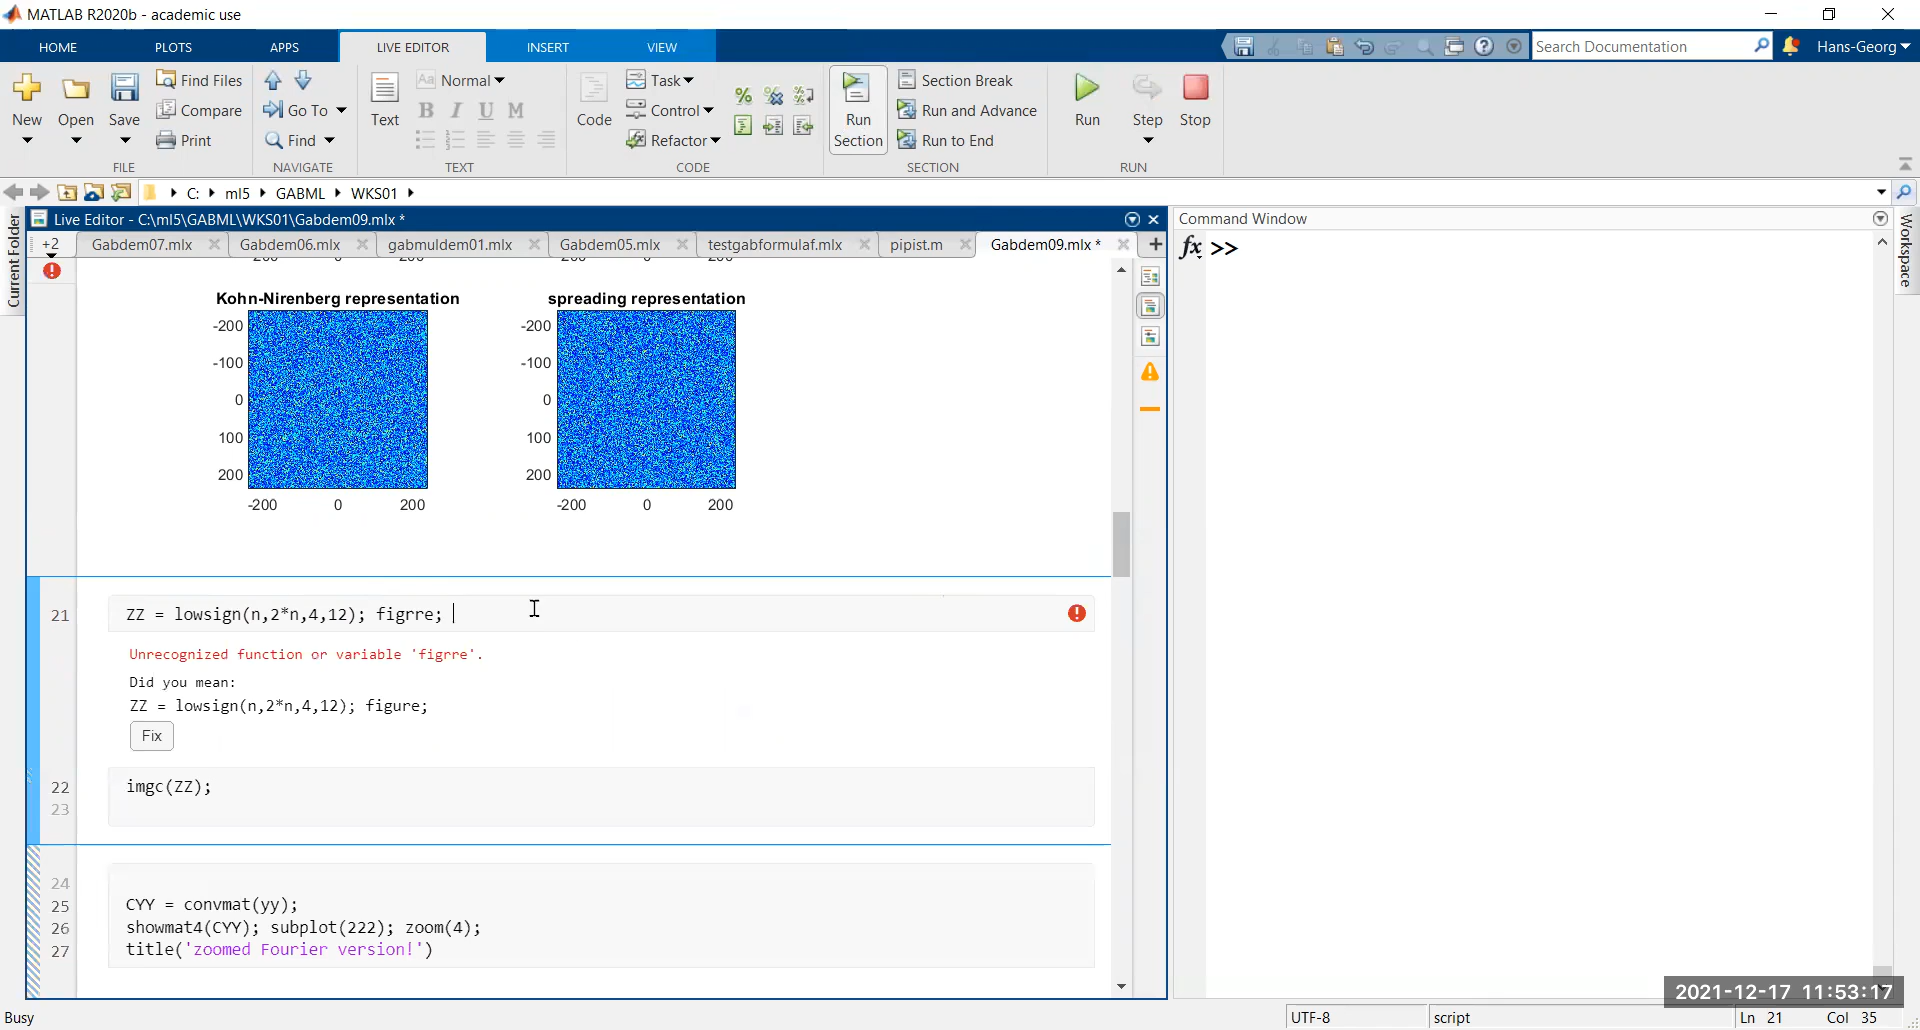 MATLAB R2020b - academic use
HOME PLOTS APPS LIVE EDITOR INSERT VIEW
Search Documentation
Hans-Georg
New Open Save
Find Files
Compare
Print
FILE
Go To
Find
NAVIGATE
Text
Aa Normal
B I U M
TEXT
Code
Task
Control
Refactor
CODE
Run Section
Section Break
Run and Advance
Run to End
SECTION
Run Step Stop
RUN
C: ml5 GABML WKS01
Current Folder
Live Editor - C:\ml5\GABML\WKS01\Gabdem09.mlx *
+2 Gabdem07.mlx Gabdem06.mlx gabmuldem01.mlx Gabdem05.mlx testgabformulaf.mlx pipist.m Gabdem09.mlx *
-200 0 200 -200 0 200
Kohn-Nirenberg representation
-200
-100
0
100
200
-200 0 200
spreading representation
-200
-100
0
100
200
-200 0 200
21 ZZ = lowsign(n,2*n,4,12); figrre;
Unrecognized function or variable 'figrre'.
Did you mean:
ZZ = lowsign(n,2*n,4,12); figure;
Fix
22 imgc(ZZ);
23
24
25 CYY = convmat(yy);
26 showmat4(CYY); subplot(222); zoom(4);
27 title('zoomed Fourier version!')
Command Window
fx >>
Workspace
2021-12-17 11:53:17
Busy
UTF-8 script Ln 21 Col 35